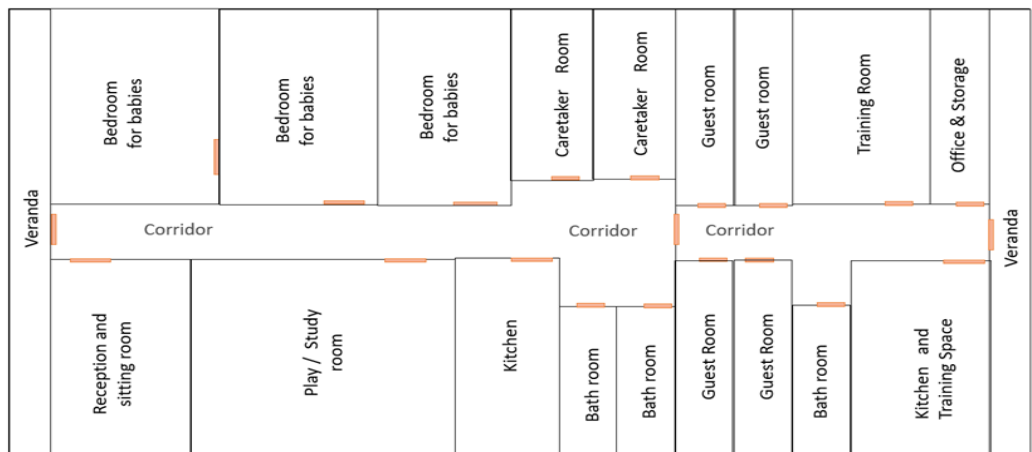 Veranda
Bedroom
for babies
Bedroom
for babies
Bedroom
for babies
Caretaker Room
Caretaker Room
Guest room
Guest room
Training Room
Office & Storage
Corridor
Corridor
Corridor
Veranda
Reception and
sitting room
Play / Study
room
Kitchen
Bath room
Bath room
Guest Room
Guest Room
Bath room
Kitchen and
Training Space